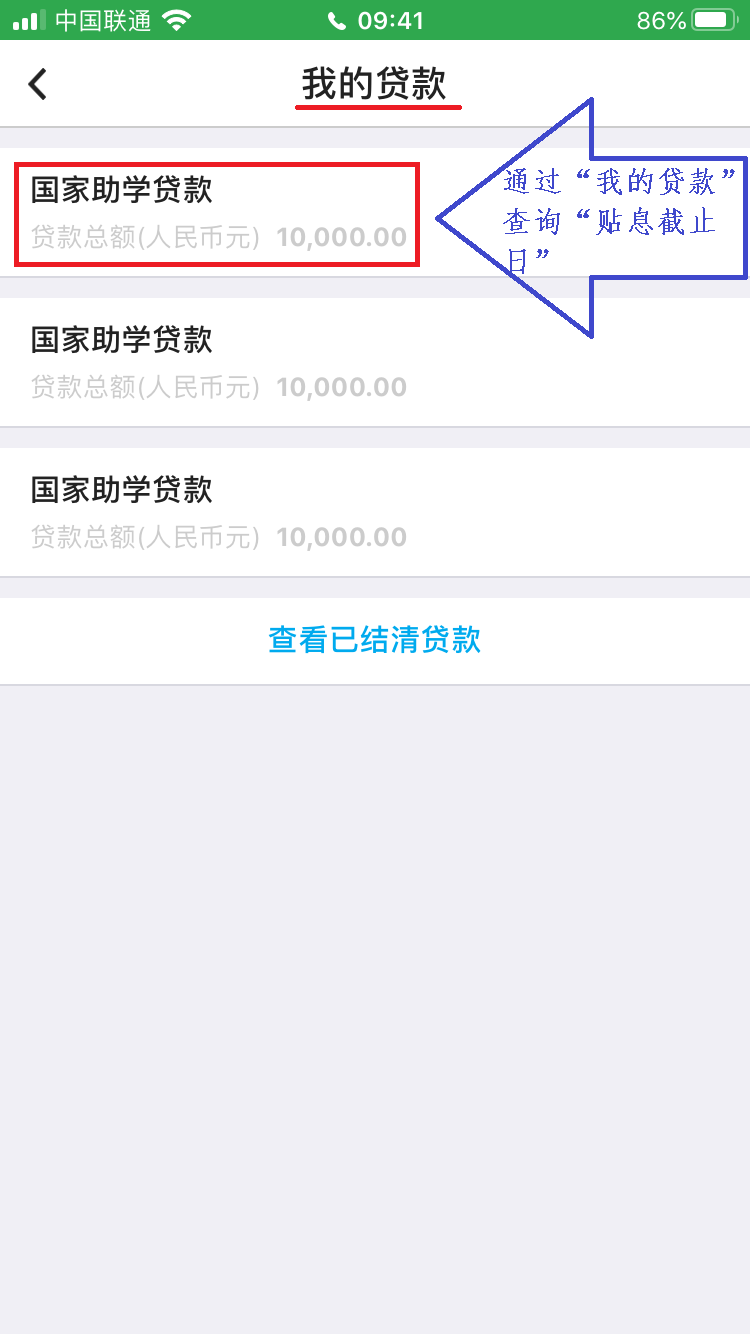 中国联通 09:41 86%
我的贷款
国家助学贷款
贷款总额(人民币元) 10,000.00
通过“我的贷款”
查询“贴息截止
日”
国家助学贷款
贷款总额(人民币元) 10,000.00
国家助学贷款
贷款总额(人民币元) 10,000.00
查看已结清贷款